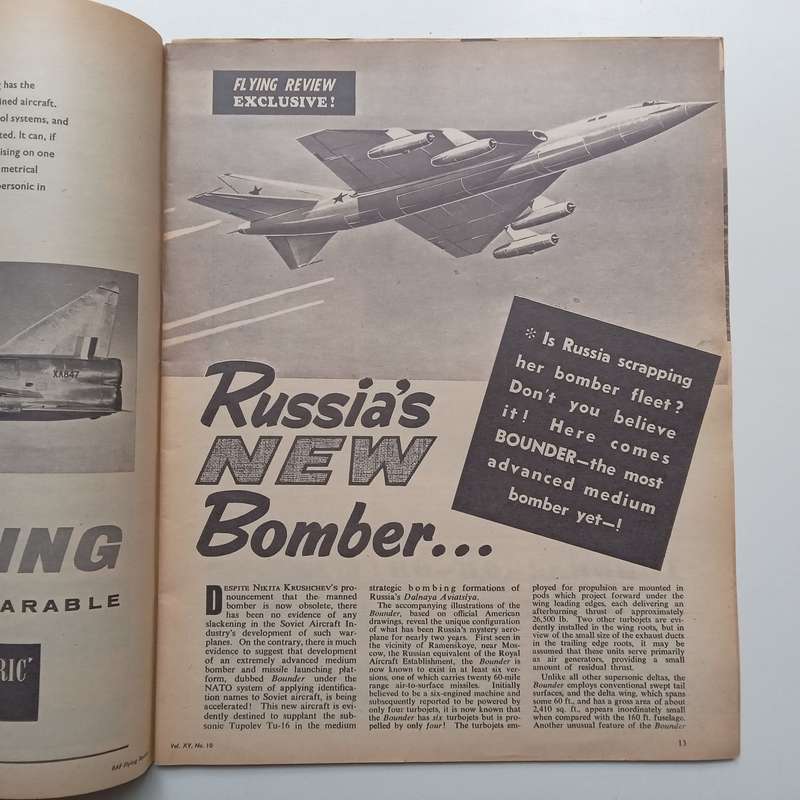 g has the
ined aircraft.
ol systems, and
ted. It can, if
ising on one
metrical
personic in
XA847
ING
ARABLE
RIC'
RAF Flying
FLYING REVIEW
EXCLUSIVE!
* Is Russia scrapping
her bomber fleet?
Don't you believe
it! Here comes
BOUNDER—the most
advanced medium
bomber yet—!
Russia's
NEW
Bomber...
DESPITE NIKITA KRUSHCHEV'S pro-
nouncement that the manned
bomber is now obsolete, there
has been no evidence of any
slackening in the Soviet Aircraft In-
dustry's development of such war-
planes. On the contrary, there is much
evidence to suggest that development
of an extremely advanced medium
bomber and missile launching plat-
form, dubbed Bounder under the
NATO system of applying identifica-
tion names to Soviet aircraft, is being
accelerated! This new aircraft is evi-
dently destined to supplant the sub-
sonic Tupolev Tu-16 in the medium
strategic bombing formations of
Russia's Dalnaya Aviatsiya.
The accompanying illustrations of the
Bounder, based on official American
drawings, reveal the unique configuration
of what has been Russia's mystery aero-
plane for nearly two years. First seen in
the vicinity of Ramenskoye, near Mos-
cow, the Russian equivalent of the Royal
Aircraft Establishment, the Bounder is
now known to exist in at least six ver-
sions, one of which carries twenty 60-mile
range air-to-surface missiles. Initially
believed to be a six-engined machine and
subsequently reported to be powered by
only four turbojets, it is now known that
the Bounder has six turbojets but is pro-
pelled by only four! The turbojets em-
ployed for propulsion are mounted in
pods which project forward under the
wing leading edges, each delivering an
afterburning thrust of approximately
26,500 lb. Two other turbojets are evi-
dently installed in the wing roots, but in
view of the small size of the exhaust ducts
in the trailing edge roots, it may be
assumed that these units serve primarily
as air generators, providing a small
amount of residual thrust.
Unlike all other supersonic deltas, the
Bounder employs conventional swept tail
surfaces, and the delta wing, which spans
some 60 ft., and has a gross area of about
2,410 sq. ft., appears inordinately small
when compared with the 160 ft. fuselage.
Another unusual feature of the Bounder
Vol. XV, No. 10
13